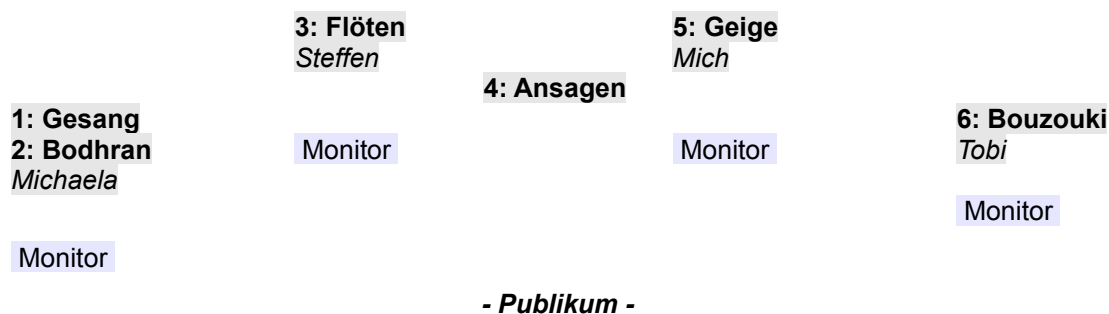 3: Flöten
Steffen
5: Geige
Mich
4: Ansagen
1: Gesang
2: Bodhran
Michaela
Monitor
Monitor
6: Bouzouki
Tobi
Monitor
Monitor
- Publikum -